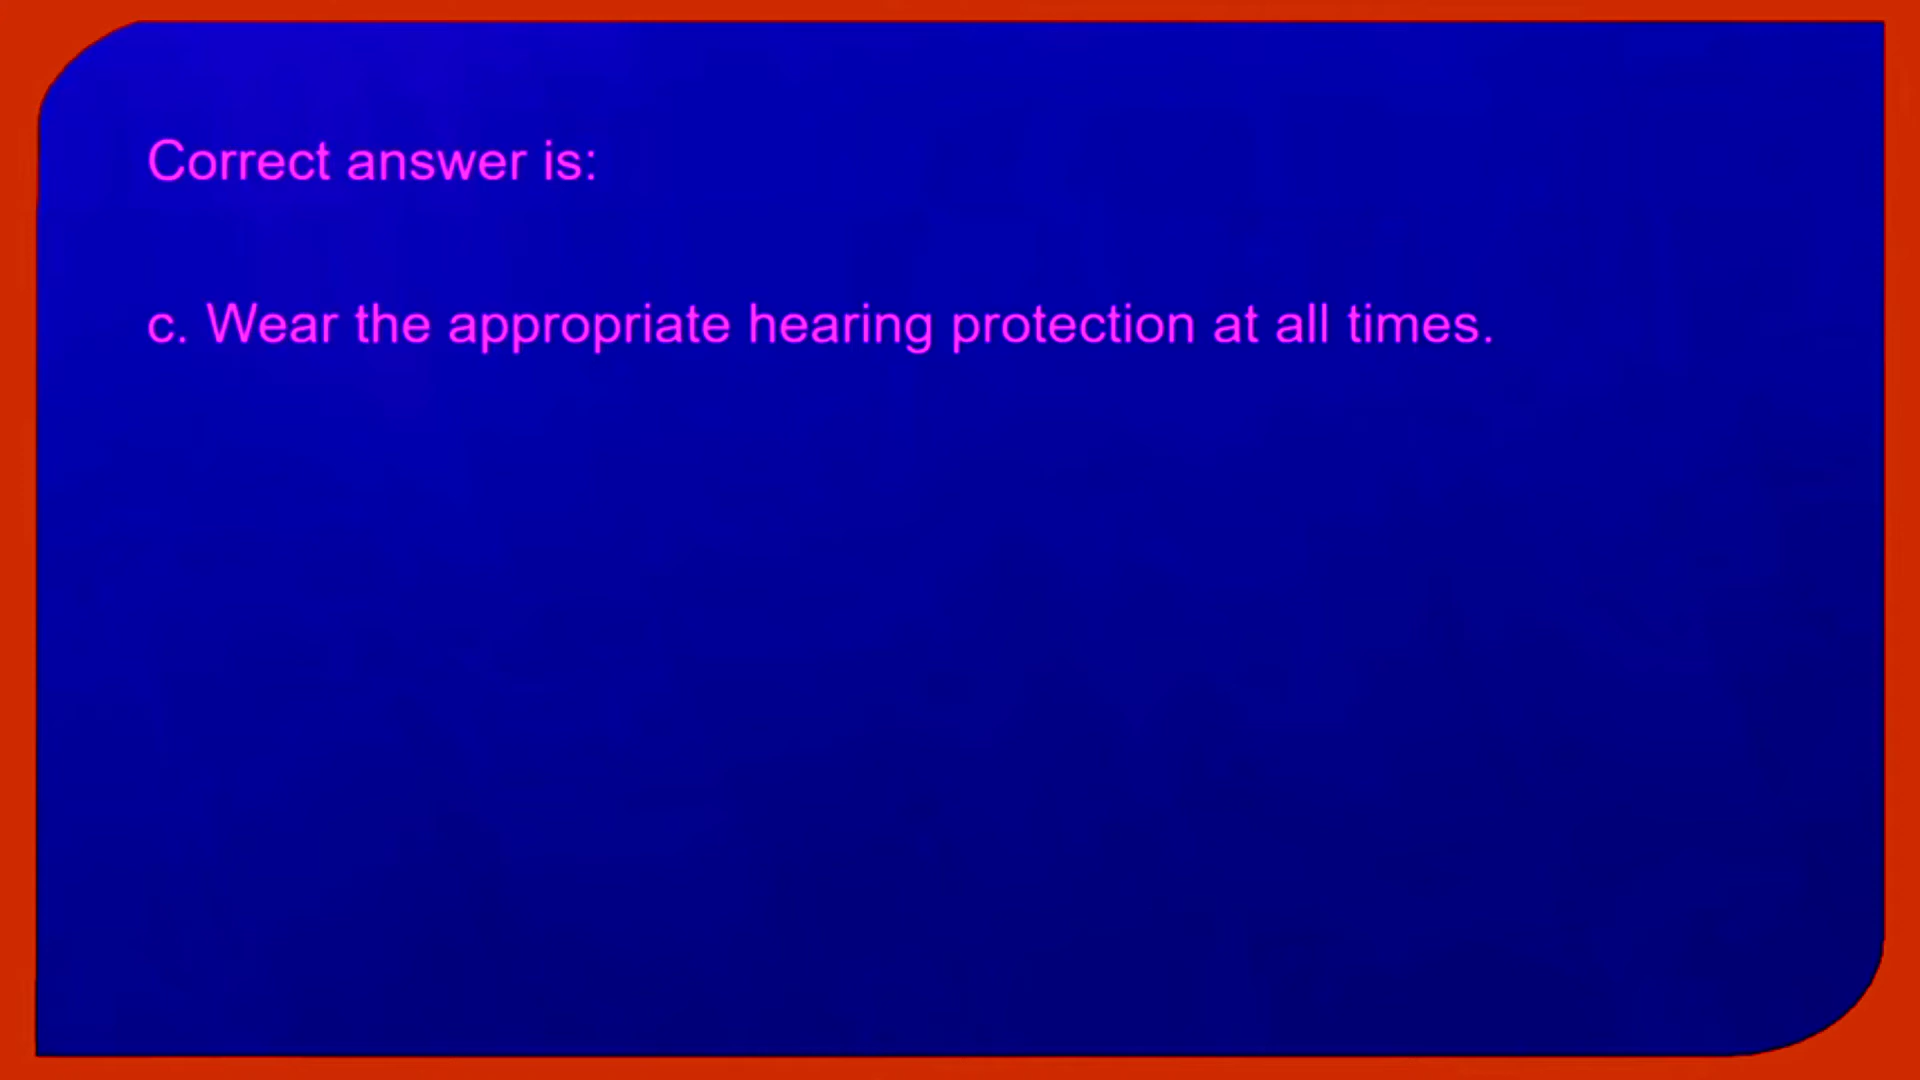 Correct answer is:
c. Wear the appropriate hearing protection at all times.